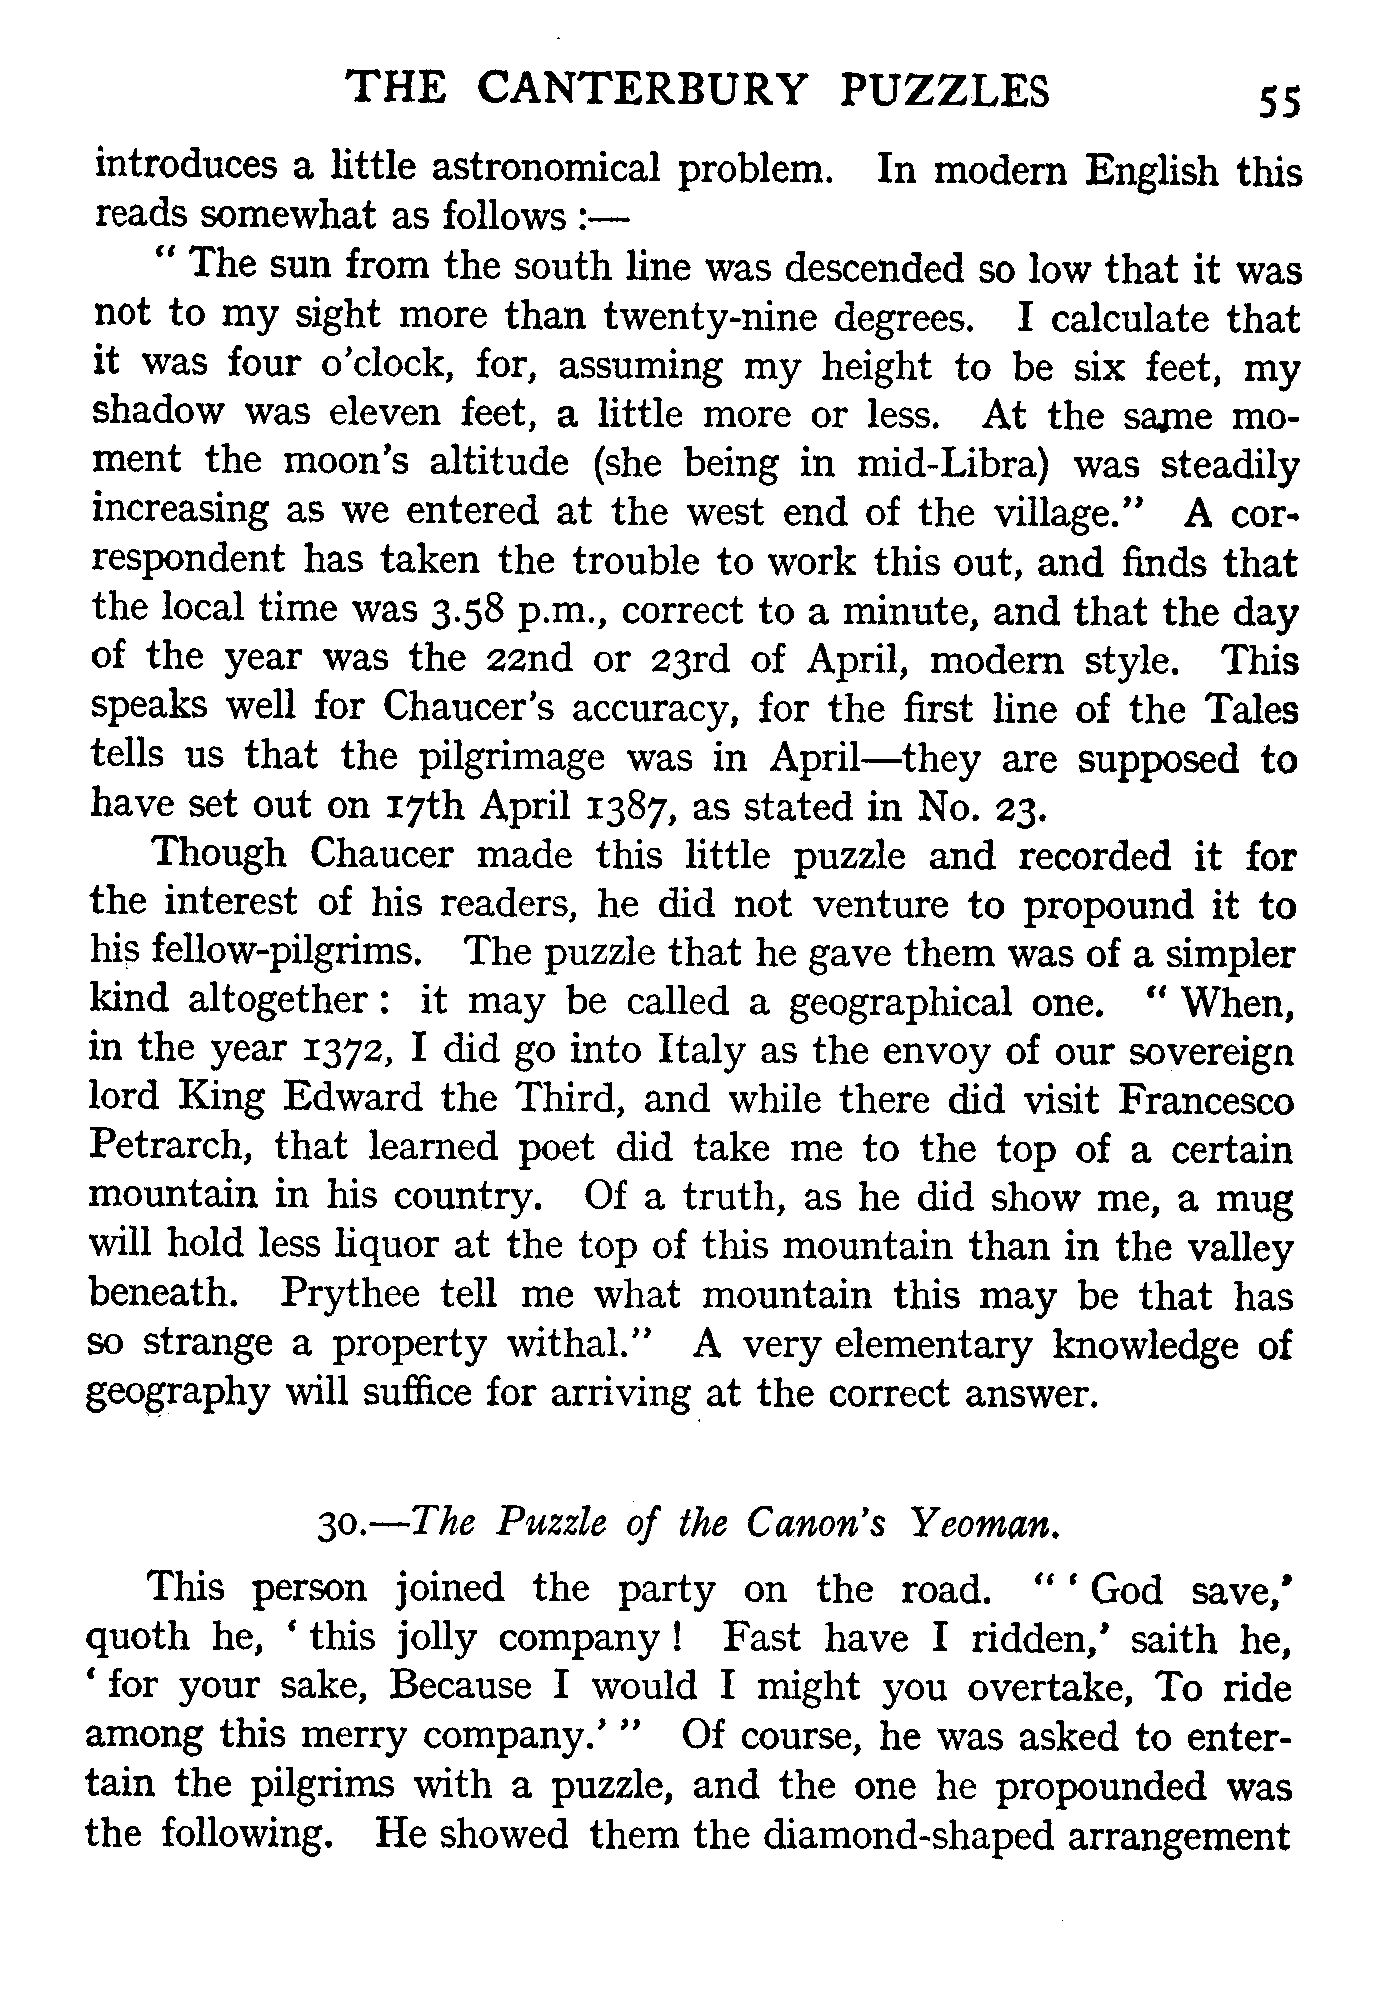 THE CANTERBURY PUZZLES 55
introduces a little astronomical problem. In modern English this
reads somewhat as follows :—
“ The sun from the south line was descended so low that it was
not to my sight more than twenty-nine degrees. I calculate that
it was four o’clock, for, assuming my height to be six feet, my
shadow was eleven feet, a little more or less. At the same mo-
ment the moon’s altitude (she being in mid-Libra) was steadily
increasing as we entered at the west end of the village.” A cor-
respondent has taken the trouble to work this out, and finds that
the local time was 3.58 p.m., correct to a minute, and that the day
of the year was the 22nd or 23rd of April, modern style. This
speaks well for Chaucer’s accuracy, for the first line of the Tales
tells us that the pilgrimage was in April—they are supposed to
have set out on 17th April 1387, as stated in No. 23.
Though Chaucer made this little puzzle and recorded it for
the interest of his readers, he did not venture to propound it to
his fellow-pilgrims. The puzzle that he gave them was of a simpler
kind altogether : it may be called a geographical one. “ When,
in the year 1372, I did go into Italy as the envoy of our sovereign
lord King Edward the Third, and while there did visit Francesco
Petrarch, that learned poet did take me to the top of a certain
mountain in his country. Of a truth, as he did show me, a mug
will hold less liquor at the top of this mountain than in the valley
beneath. Prythee tell me what mountain this may be that has
so strange a property withal.” A very elementary knowledge of
geography will suffice for arriving at the correct answer.
30.—The Puzzle of the Canon’s Yeoman.
This person joined the party on the road. “ ‘ God save,’
quoth he, ‘ this jolly company ! Fast have I ridden,’ saith he,
‘ for your sake, Because I would I might you overtake, To ride
among this merry company.’ ” Of course, he was asked to enter-
tain the pilgrims with a puzzle, and the one he propounded was
the following. He showed them the diamond-shaped arrangement